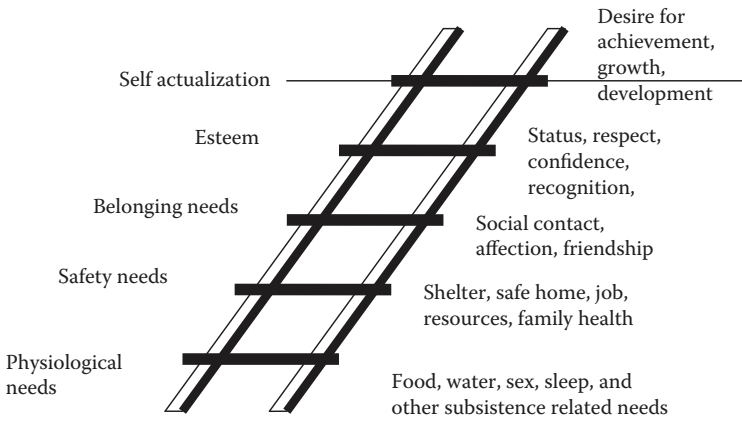 Self actualization
Desire for
achievement,
growth,
development
Esteem
Status, respect,
confidence,
recognition,
Belonging needs
Social contact,
affection, friendship
Safety needs
Shelter, safe home, job,
resources, family health
Physiological
needs
Food, water, sex, sleep, and
other subsistence related needs